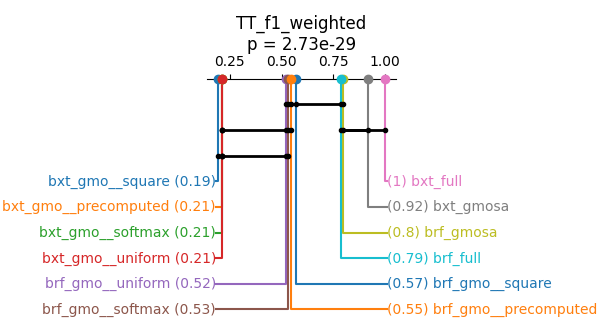 TT_f1_weighted
p = 2.73e-29
0.25 0.50 0.75 1.00
bxt_gmo__square (0.19)
(1) bxt_full
bxt_gmo__precomputed (0.21)
(0.92) bxt_gmosa
bxt_gmo__softmax (0.21)
(0.8) brf_gmosa
bxt_gmo__uniform (0.21)
(0.79) brf_full
brf_gmo__uniform (0.52)
(0.57) brf_gmo__square
brf_gmo__softmax (0.53)
(0.55) brf_gmo__precomputed